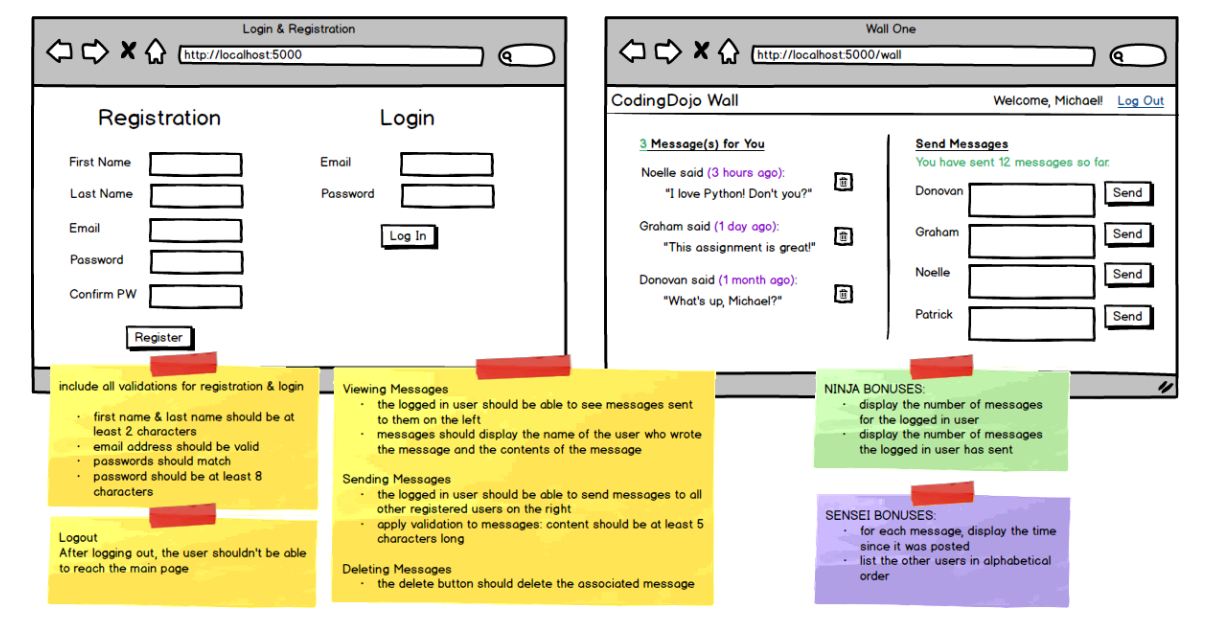 Login & Registration
http://localhost:5000
Registration
First Name
Last Name
Email
Password
Confirm PW
Register
Login
Email
Password
Log In
include all validations for registration & login
· first name & last name should be at
least 2 characters
· email address should be valid
· passwords should match
· password should be at least 8
characters
Logout
After logging out, the user shouldn't be able
to reach the main page
Viewing Messages
· the logged in user should be able to see messages sent
to them on the left
· messages should display the name of the user who wrote
the message and the contents of the message
Sending Messages
· the logged in user should be able to send messages to all
other registered users on the right
· apply validation to messages: content should be at least 5
characters long
Deleting Messages
· the delete button should delete the associated message
Wall One
http://localhost:5000/wall
CodingDojo Wall
Welcome, Michael! Log Out
3 Message(s) for You
Noelle said (3 hours ago):
"I love Python! Don't you?"
Graham said (1 day ago):
"This assignment is great!"
Donovan said (1 month ago):
"What's up, Michael?"
Send Messages
You have sent 12 messages so far.
Donovan Send
Graham Send
Noelle Send
Patrick Send
NINJA BONUSES:
· display the number of messages
for the logged in user
· display the number of messages
the logged in user has sent
SENSEI BONUSES:
· for each message, display the time
since it was posted
· list the other users in alphabetical
order